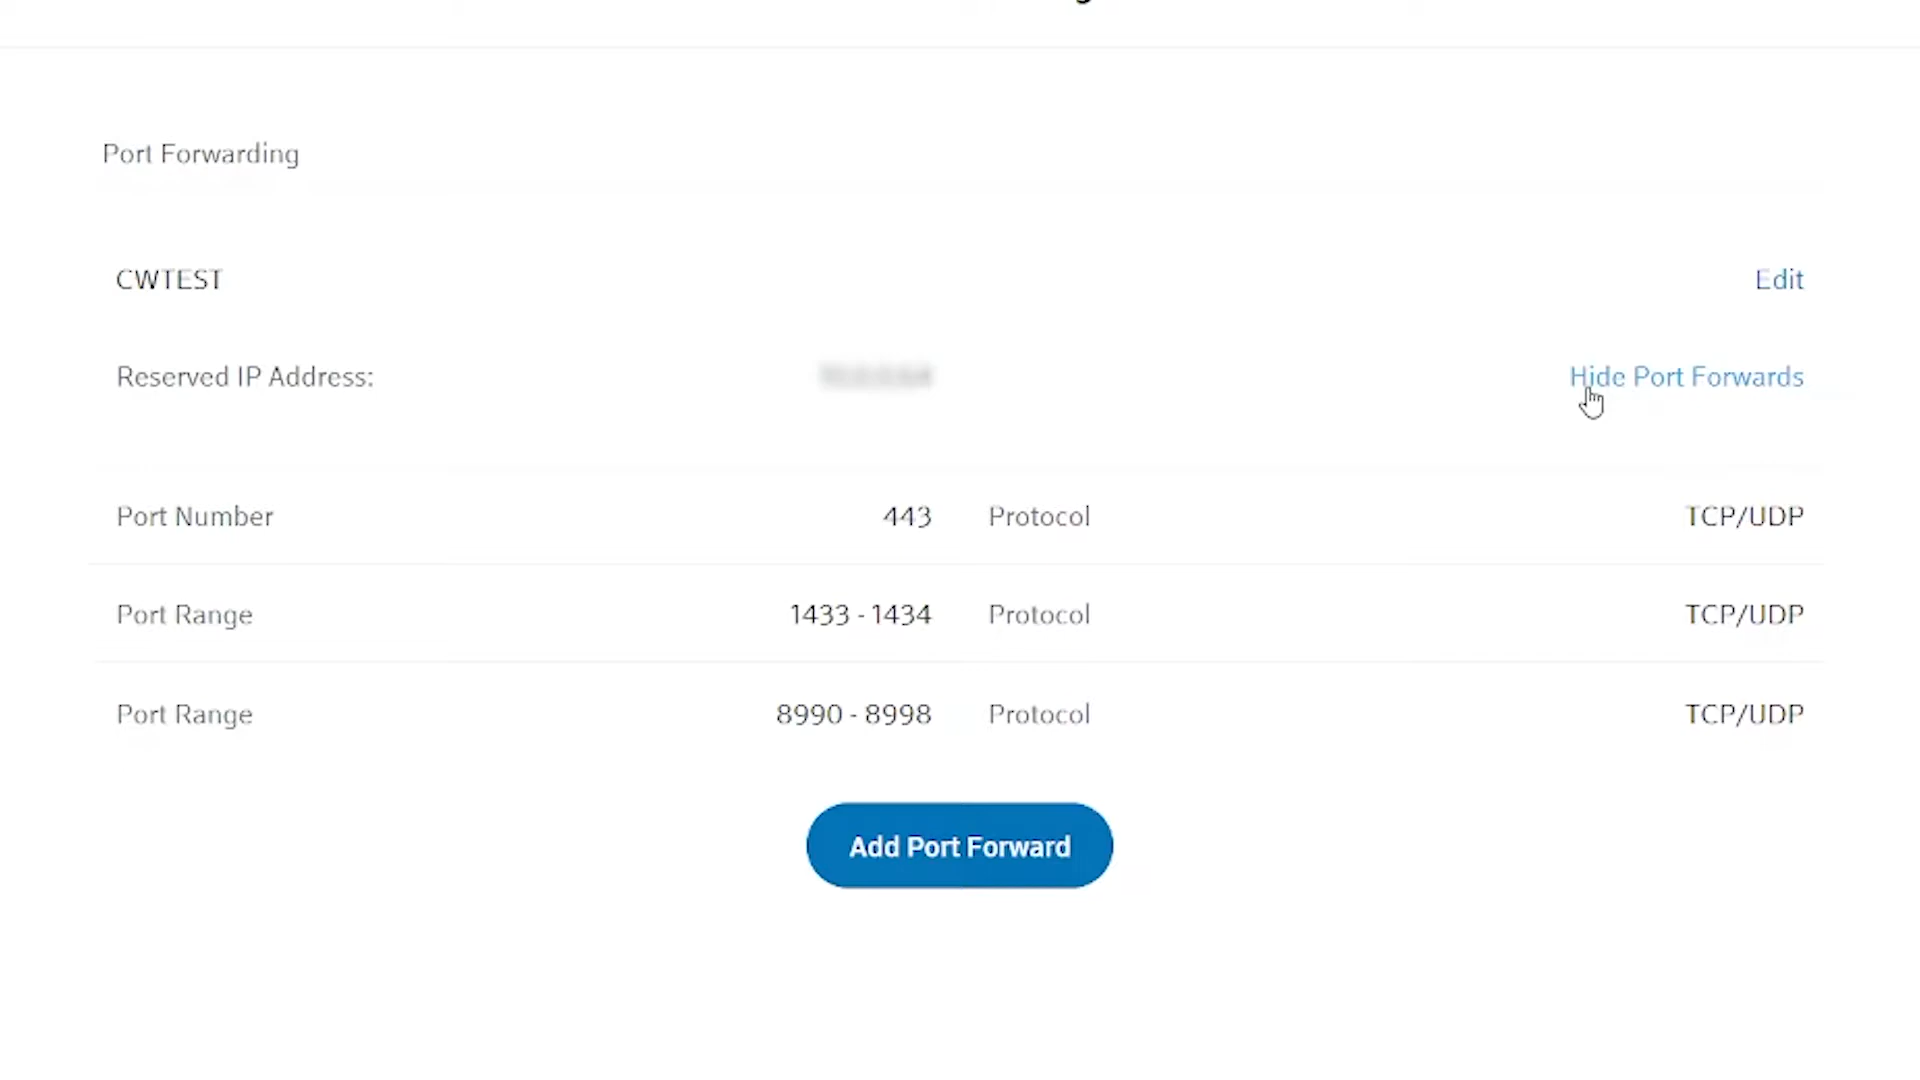 Port Forwarding
CWTEST Edit
Reserved IP Address: Hide Port Forwards
Port Number 443 Protocol TCP/UDP
Port Range 1433 - 1434 Protocol TCP/UDP
Port Range 8990 - 8998 Protocol TCP/UDP
Add Port Forward